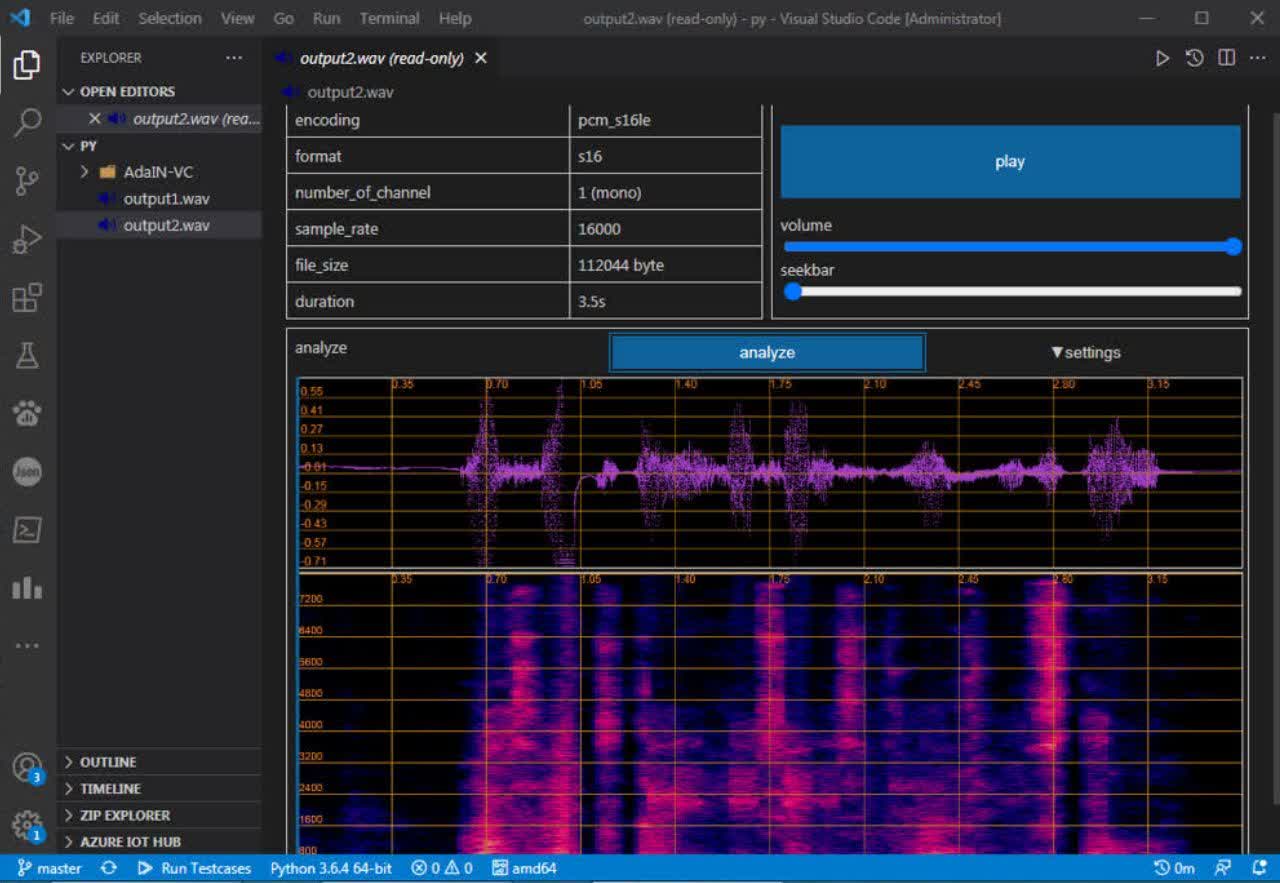 File Edit Selection View Go Run Terminal Help output2.wav (read-only) - py - Visual Studio Code [Administrator]
EXPLORER ...
OPEN EDITORS
output2.wav (rea...
PY
AdaIN-VC
output1.wav
output2.wav
OUTLINE
TIMELINE
ZIP EXPLORER
AZURE IOT HUB
Json
3
1
output2.wav (read-only)
output2.wav
encoding pcm_s16le
format s16
number_of_channel 1 (mono)
sample_rate 16000
file_size 112044 byte
duration 3.5s
play
volume
seekbar
analyze analyze ▼settings
0.35 0.70 1.05 1.40 1.75 2.10 2.45 2.80 3.15
0.55
0.41
0.27
0.13
-0.01
-0.15
-0.29
-0.43
-0.57
-0.71
0.35 0.70 1.05 1.40 1.75 2.10 2.45 2.80 3.15
7200
6400
5600
4800
4000
3200
2400
1600
800
master Run Testcases Python 3.6.4 64-bit 0 0 amd64 0m